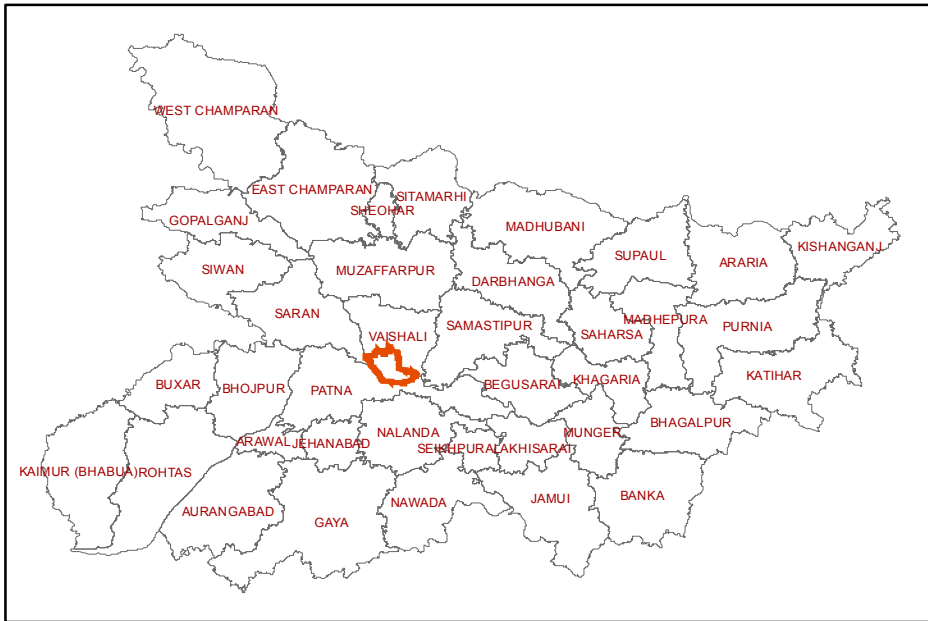 WEST CHAMPARAN
EAST CHAMPARAN
SITAMARHI
SHEOHAR
GOPALGANJ
MADHUBANI
SUPAUL
ARARIA
KISHANGANJ
SIWAN
MUZAFFARPUR
DARBHANGA
SARAN
VAISHALI
SAMASTIPUR
SAHARSA
MADHEPURA
PURNIA
BUXAR
BHOJPUR
PATNA
BEGUSARAI
KHAGARIA
KATIHAR
ARAWAL
JEHANABAD
NALANDA
SEIKHPURA
LAKHISARAI
MUNGER
BHAGALPUR
KAIMUR (BHABUA)
ROHTAS
AURANGABAD
GAYA
NAWADA
JAMUI
BANKA